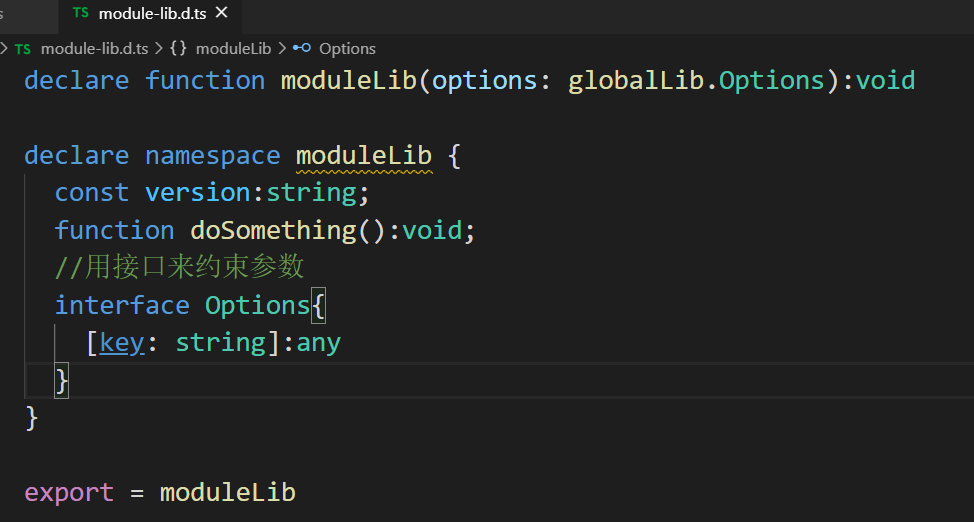 s TS module-lib.d.ts ✕
> TS module-lib.d.ts > {} moduleLib > Options
declare function moduleLib(options: globalLib.Options):void
declare namespace moduleLib {
const version:string;
function doSomething():void;
//用接口来约束参数
interface Options{
[key: string]:any
}
}
export = moduleLib